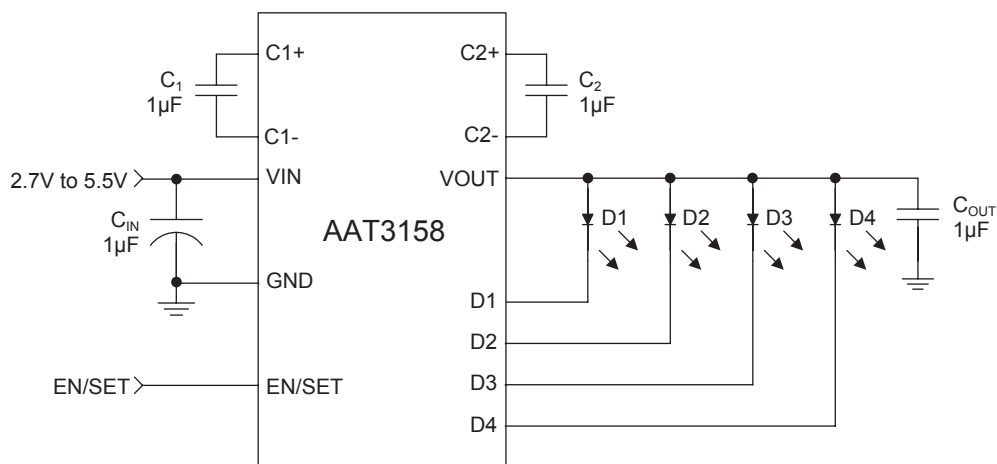 C1+
C2+
C1
1µF
C2
1µF
C1-
C2-
2.7V to 5.5V
VIN
VOUT
CIN
1µF
AAT3158
D1
D2
D3
D4
COUT
1µF
GND
D1
D2
EN/SET
EN/SET
D3
D4